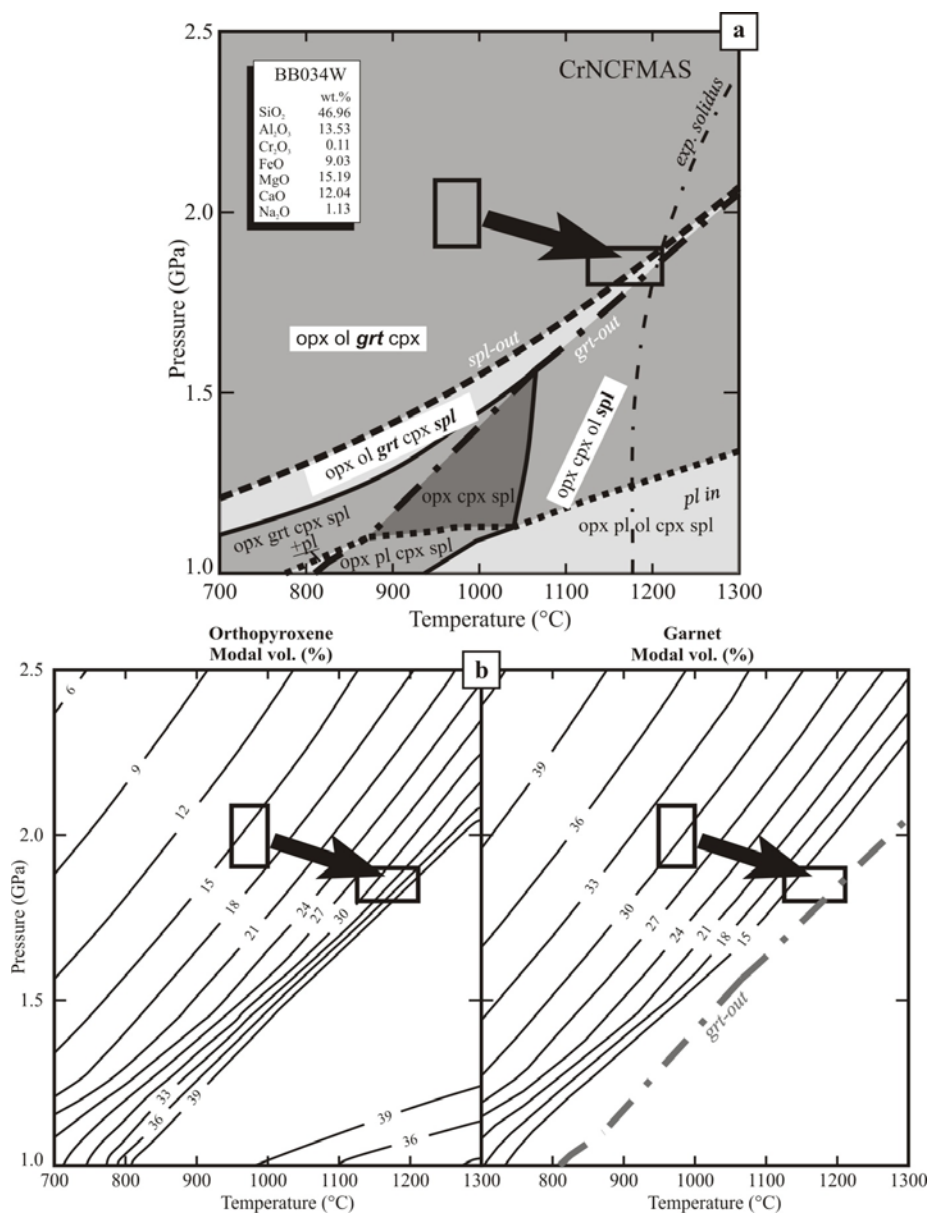 a
CrNCFMAS
BB034W
wt.%
SiO₂ 46.96
Al₂O₃ 13.53
Cr₂O₃ 0.11
FeO 9.03
MgO 15.19
CaO 12.04
Na₂O 1.13
exp. solidus
opx ol grt cpx
spl-out
grt-out
opx ol grt cpx spl
opx cpx ol spl
opx cpx spl
opx grt cpx spl
±pl
opx pl cpx spl
pl in
opx pl ol cpx spl
Pressure (GPa)
2.5
2.0
1.5
1.0
700 800 900 1000 1100 1200 1300
Temperature (°C)
b
Orthopyroxene
Modal vol. (%)
Pressure (GPa)
2.5
2.0
1.5
1.0
6
9
12
15
18
21
24
27
30
33
36
39
39
36
700 800 900 1000 1100 1200 1300
Temperature (°C)
Garnet
Modal vol. (%)
39
36
33
30
27
24
21
18
15
grt-out
800 900 1000 1100 1200 1300
Temperature (°C)